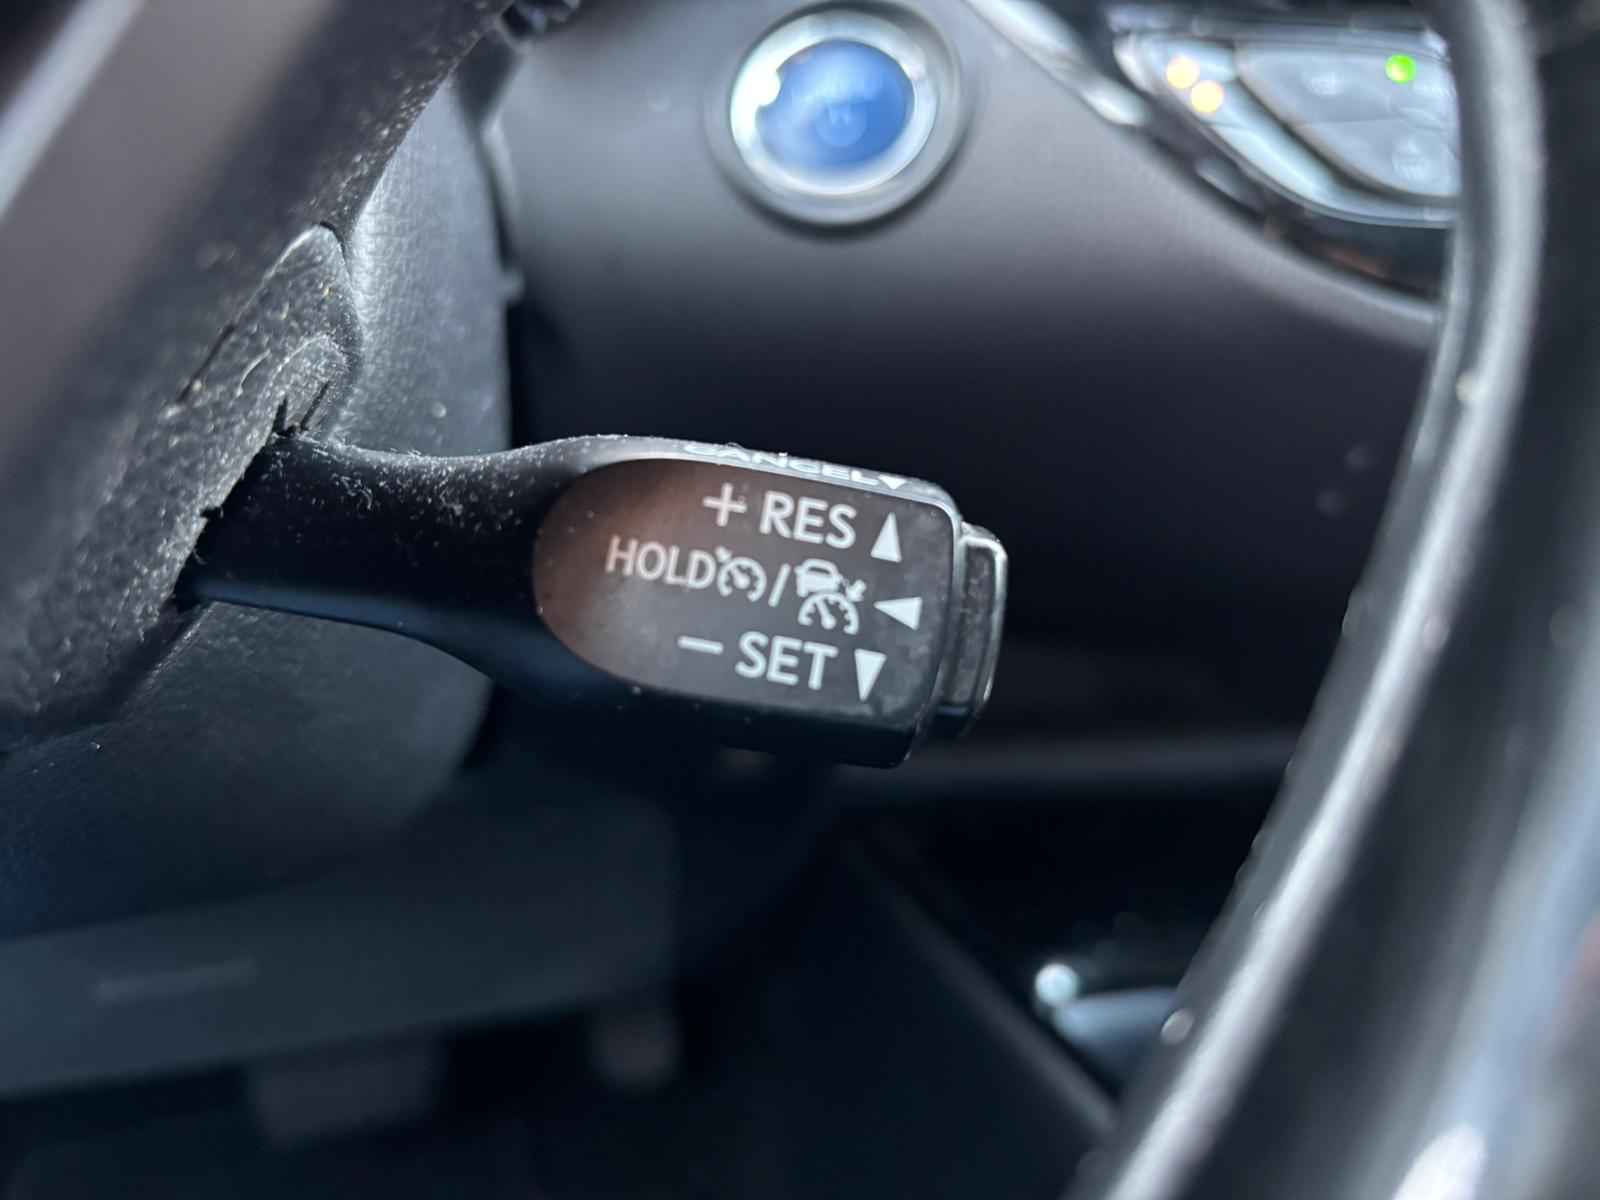 CANCEL▼
+ RES ▲
HOLD / ◀
− SET ▼